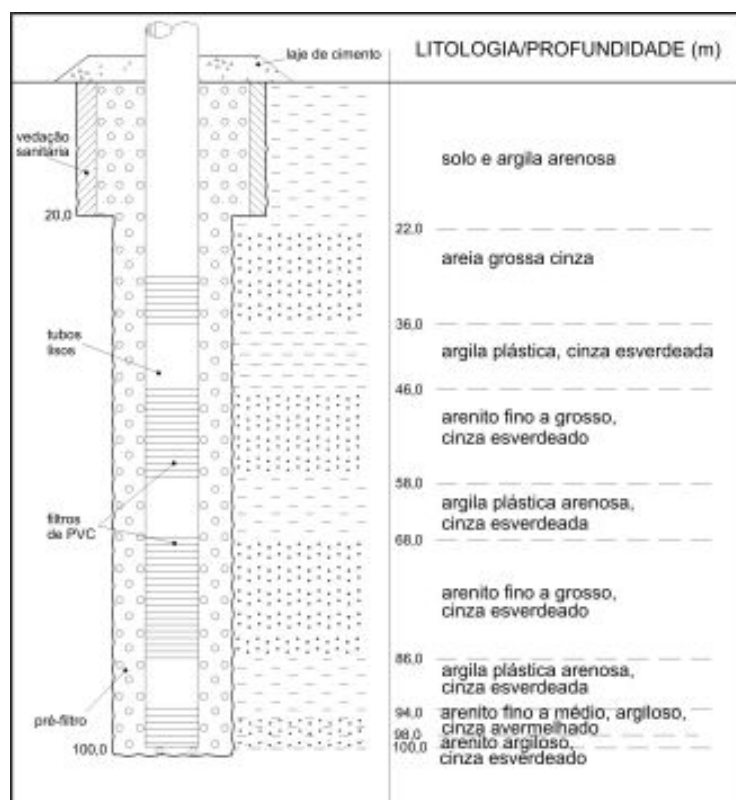 laje de cimento
LITOLOGIA/PROFUNDIDADE (m)
vedação
sanitária
solo e argila arenosa
20,0
22,0
areia grossa cinza
36,0
tubos
lisos
argila plástica, cinza esverdeada
46,0
arenito fino a grosso,
cinza esverdeado
58,0
filtros
de PVC
argila plástica arenosa,
cinza esverdeada
68,0
arenito fino a grosso,
cinza esverdeado
86,0
argila plástica arenosa,
cinza esverdeada
pré-filtro
94,0
arenito fino a médio, argiloso,
cinza avermelhado
98,0
100,0
100,0
arenito argiloso,
cinza esverdeado